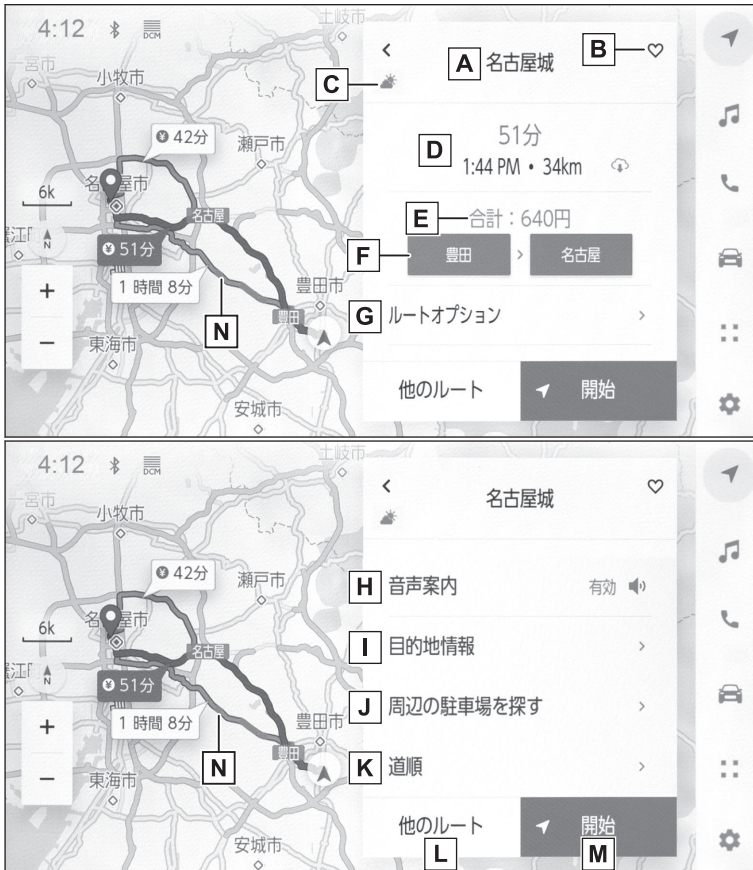 4:12 DCM
土岐市
一宮市
小牧市
¥ 42分
瀬戸市
6k
名古屋市
名古屋
N
¥ 51分
1 時間 8分
豊田市
豊田
N
東海市
安城市
A 名古屋城 B
C
D 51分
1:44 PM • 34km
E 合計：640円
F 豊田 > 名古屋
G ルートオプション
他のルート 開始
4:12 DCM
土岐市
一宮市
小牧市
¥ 42分
瀬戸市
6k
名古屋市
名古屋
N
¥ 51分
1 時間 8分
豊田市
豊田
N
東海市
安城市
名古屋城
H 音声案内 有効
I 目的地情報
J 周辺の駐車場を探す
K 道順
他のルート 開始
L M